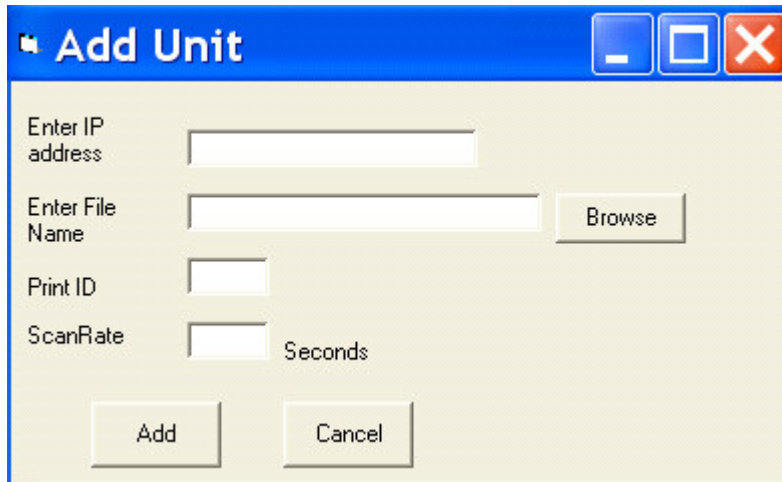 Add Unit
Enter IP
address
Enter File
Name
Browse
Print ID
ScanRate
Seconds
Add
Cancel